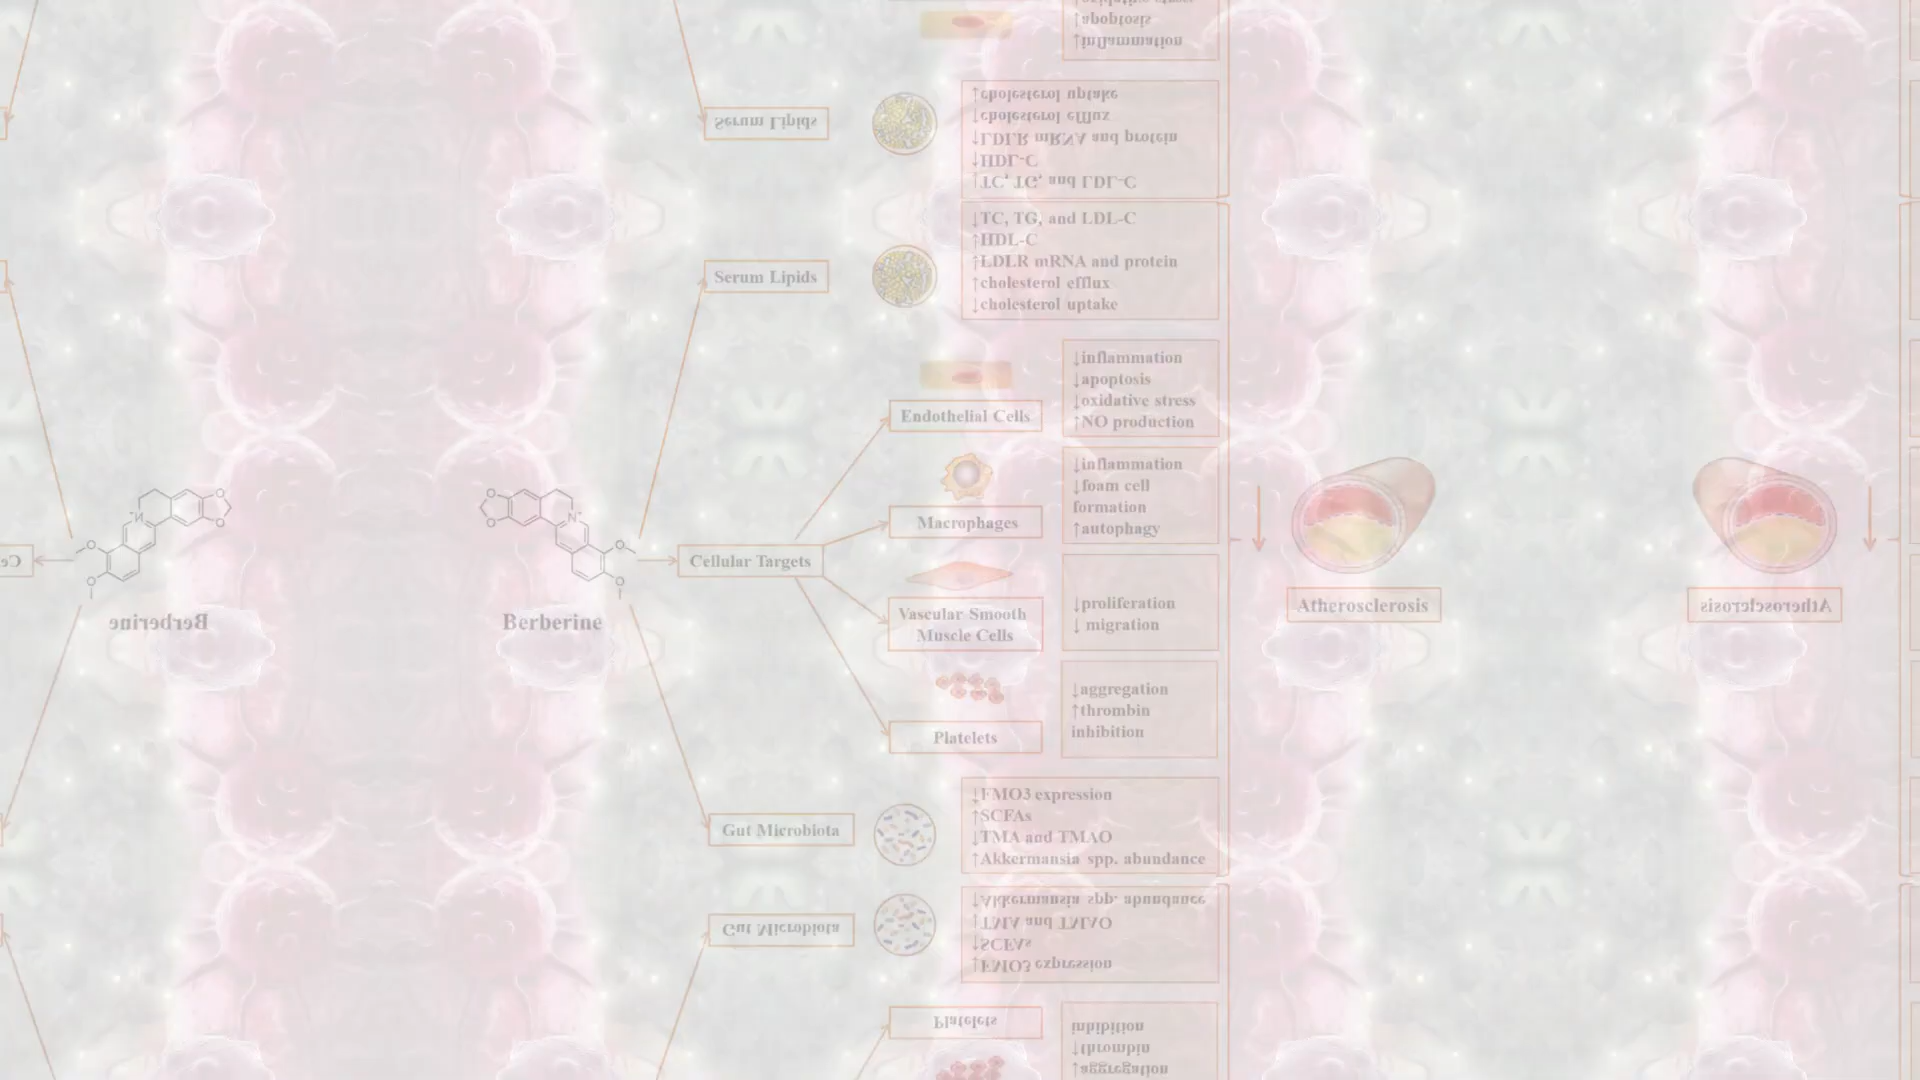 Berberine
Serum Lipids
↓TC, TG, and LDL-C
↑HDL-C
↑LDLR mRNA and protein
↑cholesterol efflux
↓cholesterol uptake
Cellular Targets
Endothelial Cells
↓inflammation
↓apoptosis
↓oxidative stress
↑NO production
Macrophages
↓inflammation
↓foam cell
formation
↑autophagy
Vascular Smooth
Muscle Cells
↓proliferation
↓ migration
Platelets
↓aggregation
↑thrombin
inhibition
Gut Microbiota
↓FMO3 expression
↑SCFAs
↓TMA and TMAO
↑Akkermansia spp. abundance
Atherosclerosis